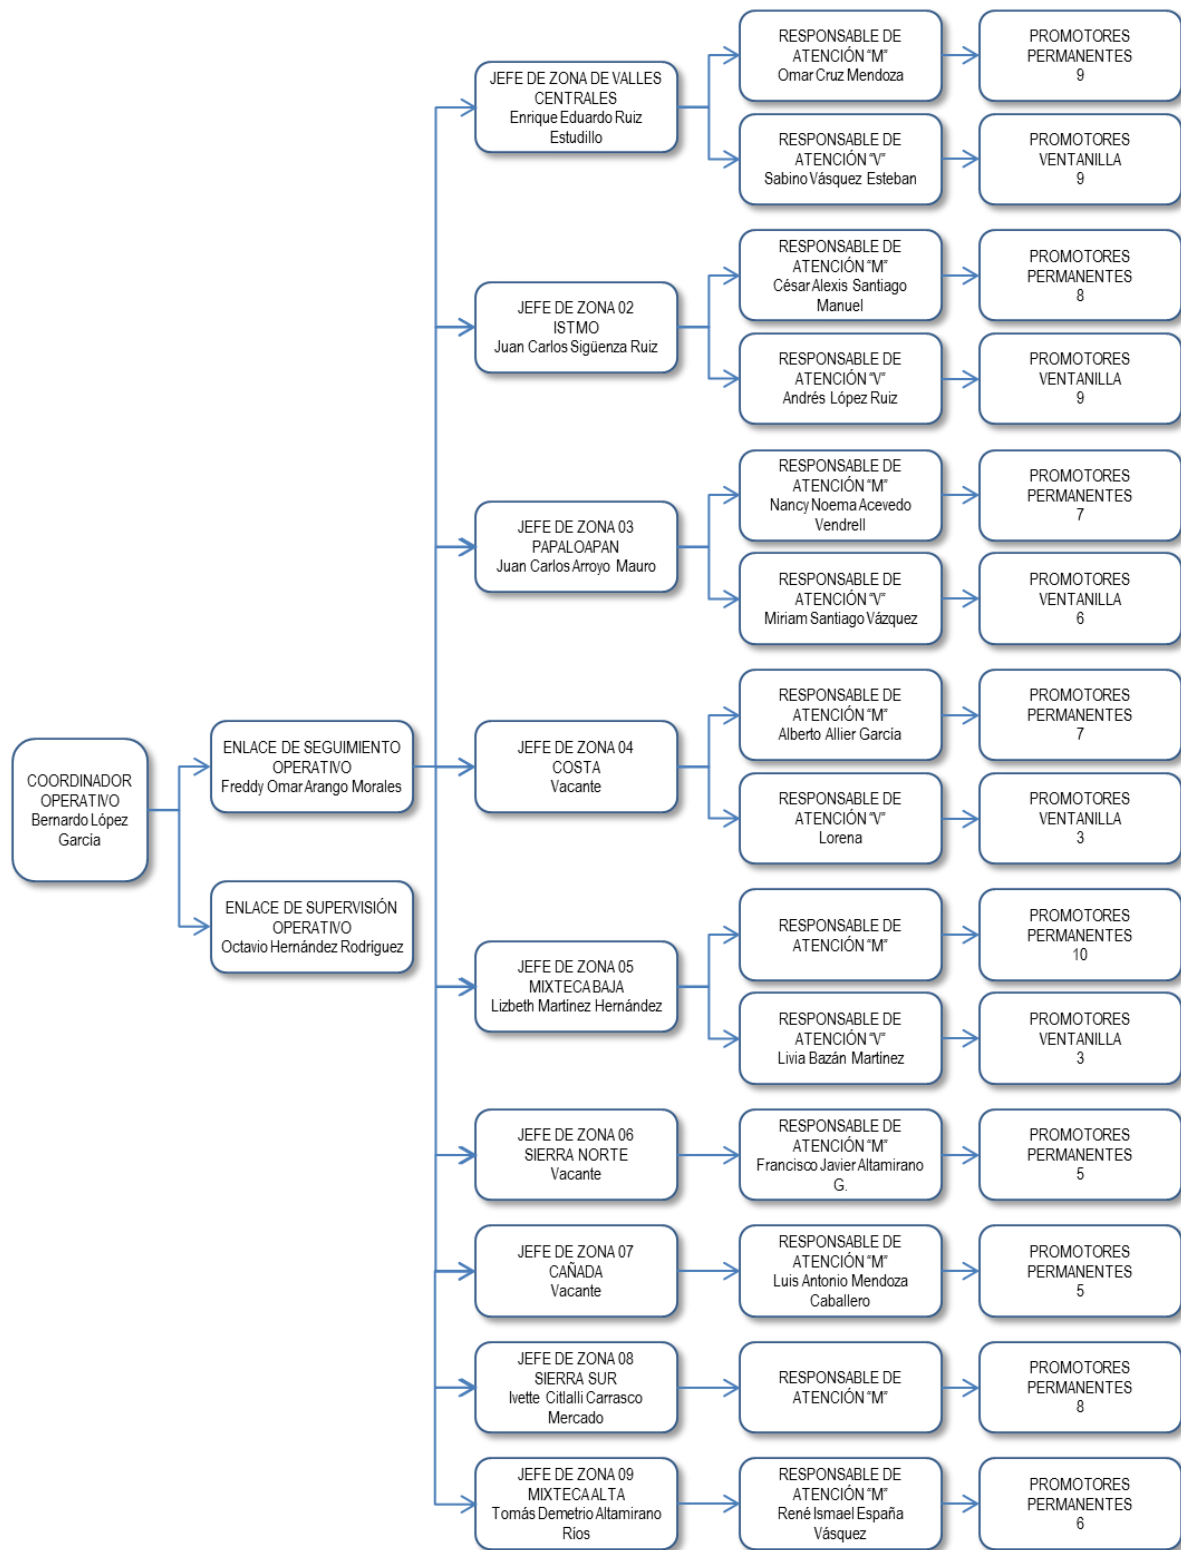 COORDINADOR
OPERATIVO
Bernardo López
García
ENLACE DE SEGUIMIENTO
OPERATIVO
Freddy Omar Arango Morales
ENLACE DE SUPERVISIÓN
OPERATIVO
Octavio Hernández Rodríguez
JEFE DE ZONA DE VALLES
CENTRALES
Enrique Eduardo Ruiz
Estudillo
RESPONSABLE DE
ATENCIÓN "M"
Omar Cruz Mendoza
PROMOTORES
PERMANENTES
9
RESPONSABLE DE
ATENCIÓN "V"
Sabino Vásquez Esteban
PROMOTORES
VENTANILLA
9
JEFE DE ZONA 02
ISTMO
Juan Carlos Sigüenza Ruiz
RESPONSABLE DE
ATENCIÓN "M"
César Alexis Santiago
Manuel
PROMOTORES
PERMANENTES
8
RESPONSABLE DE
ATENCIÓN "V"
Andrés López Ruiz
PROMOTORES
VENTANILLA
9
JEFE DE ZONA 03
PAPALOAPAN
Juan Carlos Arroyo Mauro
RESPONSABLE DE
ATENCIÓN "M"
Nancy Noema Acevedo
Vendrell
PROMOTORES
PERMANENTES
7
RESPONSABLE DE
ATENCIÓN "V"
Miriam Santiago Vázquez
PROMOTORES
VENTANILLA
6
JEFE DE ZONA 04
COSTA
Vacante
RESPONSABLE DE
ATENCIÓN "M"
Alberto Allier García
PROMOTORES
PERMANENTES
7
RESPONSABLE DE
ATENCIÓN "V"
Lorena
PROMOTORES
VENTANILLA
3
JEFE DE ZONA 05
MIXTECA BAJA
Lizbeth Martínez Hernández
RESPONSABLE DE
ATENCIÓN "M"
PROMOTORES
PERMANENTES
10
RESPONSABLE DE
ATENCIÓN "V"
Livia Bazán Martínez
PROMOTORES
VENTANILLA
3
JEFE DE ZONA 06
SIERRA NORTE
Vacante
RESPONSABLE DE
ATENCIÓN "M"
Francisco Javier Altamirano
G.
PROMOTORES
PERMANENTES
5
JEFE DE ZONA 07
CAÑADA
Vacante
RESPONSABLE DE
ATENCIÓN "M"
Luis Antonio Mendoza
Caballero
PROMOTORES
PERMANENTES
5
JEFE DE ZONA 08
SIERRA SUR
Ivette Citlalli Carrasco
Mercado
RESPONSABLE DE
ATENCIÓN "M"
PROMOTORES
PERMANENTES
8
JEFE DE ZONA 09
MIXTECA ALTA
Tomás Demetrio Altamirano
Ríos
RESPONSABLE DE
ATENCIÓN "M"
René Ismael España
Vásquez
PROMOTORES
PERMANENTES
6